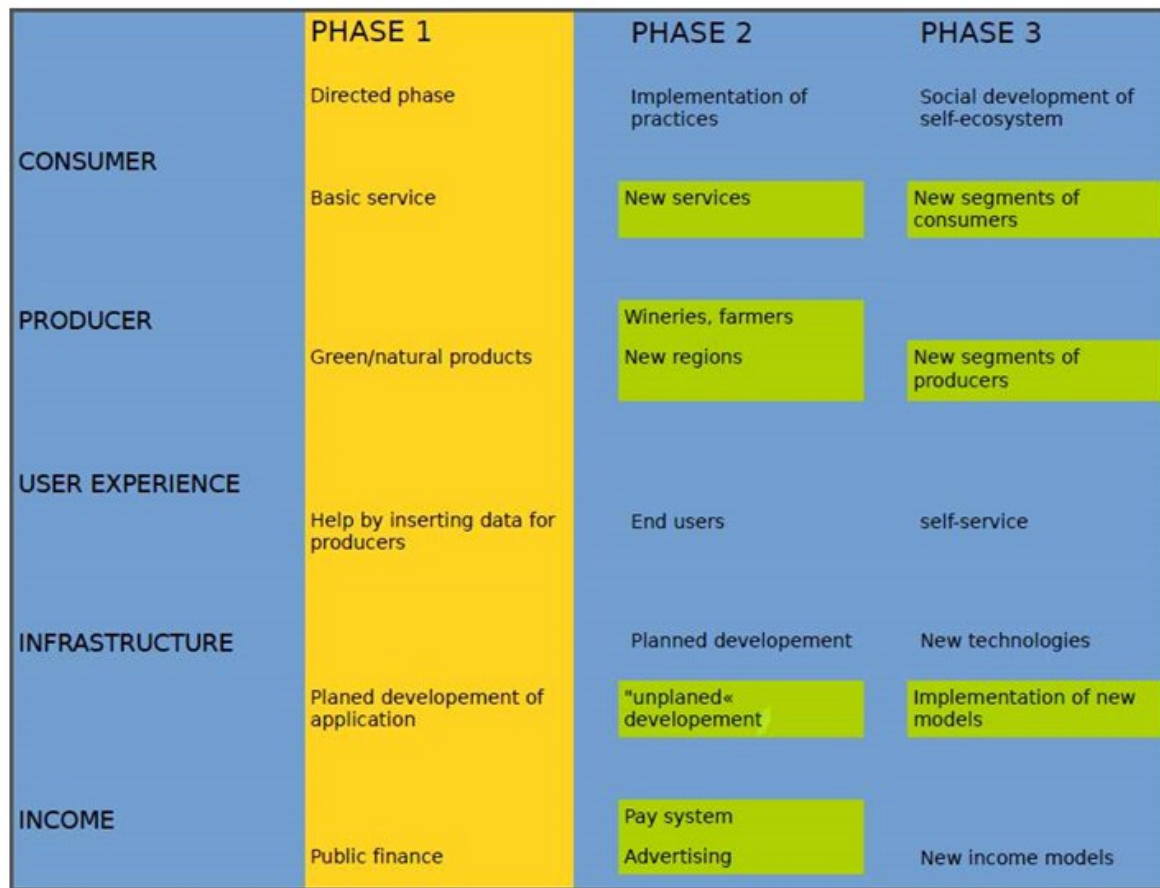 PHASE 1 PHASE 2 PHASE 3
Directed phase Implementation of Social development of
practices self-ecosystem
CONSUMER
Basic service New services New segments of
consumers
PRODUCER Wineries, farmers
Green/natural products New regions New segments of
producers
USER EXPERIENCE
Help by inserting data for End users self-service
producers
INFRASTRUCTURE Planned developement New technologies
Planed developement of "unplaned« Implementation of new
application developement models
INCOME Pay system
Public finance Advertising New income models